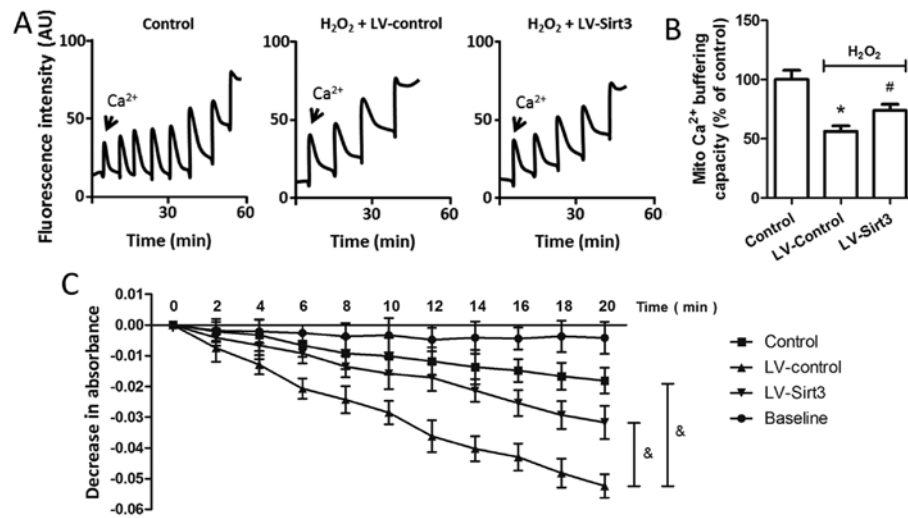 A
Control
H₂O₂ + LV-control
H₂O₂ + LV-Sirt3
Fluorescence intensity (AU)
100
50
0
Ca²⁺
30
60
Time (min)
100
50
0
Ca²⁺
30
60
Time (min)
100
50
0
Ca²⁺
30
60
Time (min)
B
H₂O₂
Mito Ca²⁺ buffering
capacity (% of control)
150
100
50
0
*
#
Control
LV-Control
LV-Sirt3
C
Decrease in absorbance
0.01
0.00
-0.01
-0.02
-0.03
-0.04
-0.05
-0.06
0 2 4 6 8 10 12 14 16 18 20 Time ( min )
Control
LV-control
LV-Sirt3
Baseline
&
&